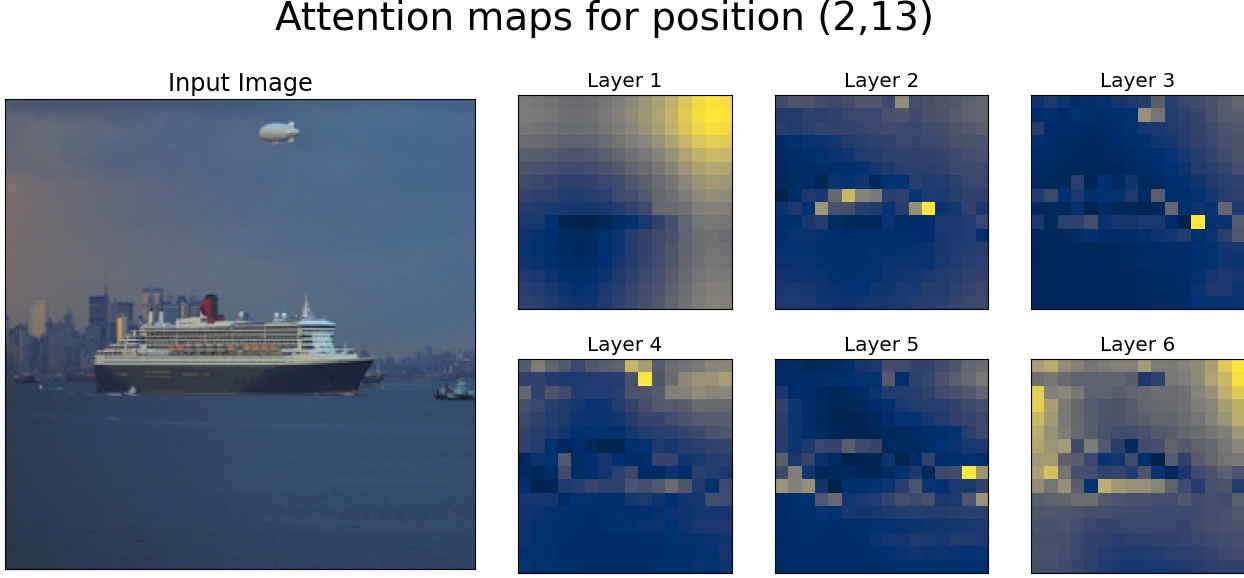 Attention maps for position (2,13)
Input Image
Layer 1
Layer 2
Layer 3
Layer 4
Layer 5
Layer 6